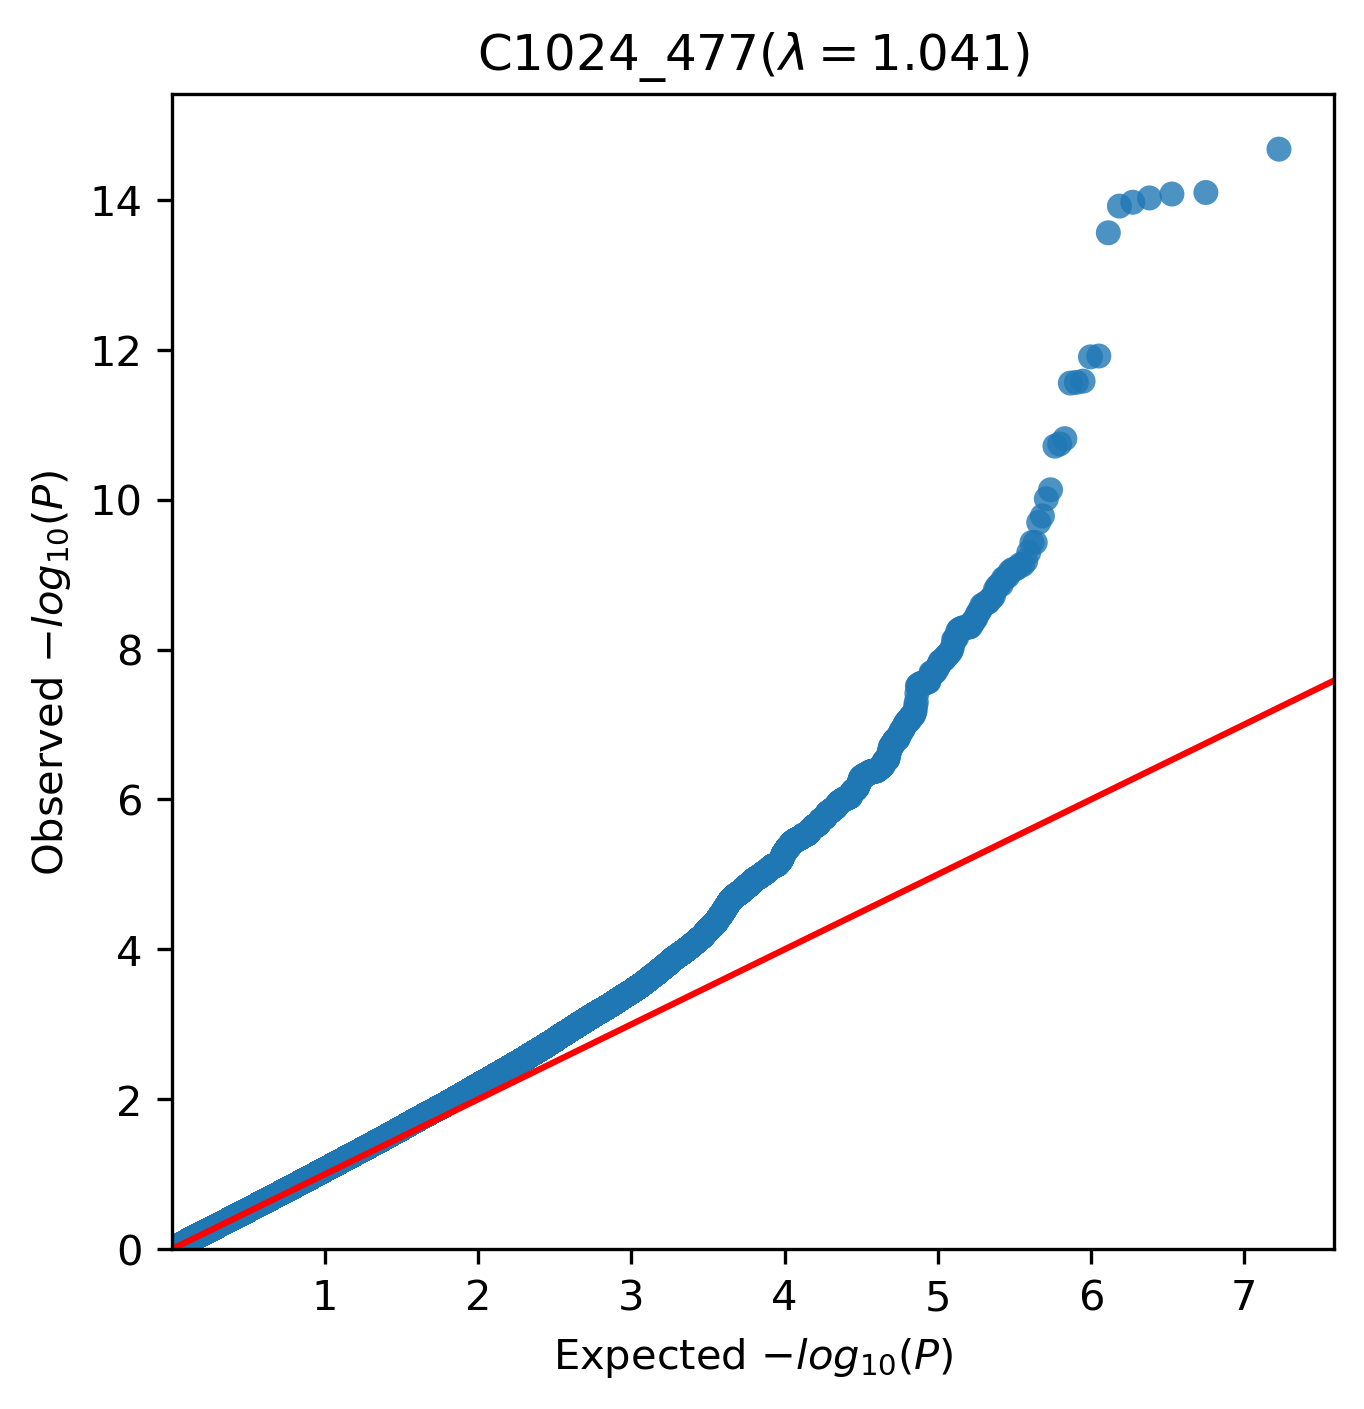 C1024_477(λ = 1.041)
Observed −log₁₀(P)
14
12
10
8
6
4
2
0
1 2 3 4 5 6 7
Expected −log₁₀(P)